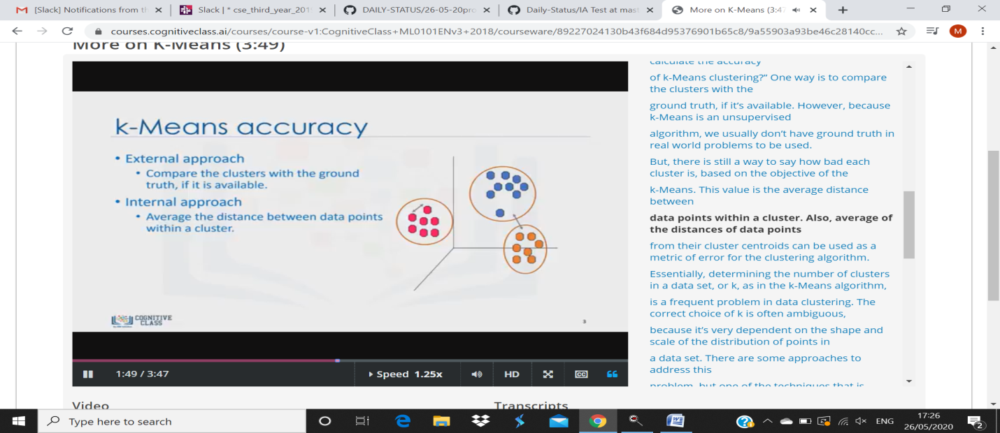 [Slack] Notifications from th
Slack | * cse_third_year_201
DAILY-STATUS/26-05-20pro
Daily-Status/IA Test at mast
More on K-Means (3:47
courses.cognitiveclass.ai/courses/course-v1:CognitiveClass+ML0101ENv3+2018/courseware/89227024130b43f684d95376901b65c8/9a55903a93be46c28140cc...
M
More on K-Means (3:49)
k-Means accuracy
• External approach
• Compare the clusters with the ground
truth, if it is available.
• Internal approach
• Average the distance between data points
within a cluster.
COGNITIVE
CLASS
3
1:49 / 3:47
Speed 1.25x
HD
CC
calculate the accuracy
of k-Means clustering?” One way is to compare
the clusters with the
ground truth, if it’s available. However, because
k-Means is an unsupervised
algorithm, we usually don’t have ground truth in
real world problems to be used.
But, there is still a way to say how bad each
cluster is, based on the objective of the
k-Means. This value is the average distance
between
data points within a cluster. Also, average of
the distances of data points
from their cluster centroids can be used as a
metric of error for the clustering algorithm.
Essentially, determining the number of clusters
in a data set, or k, as in the k-Means algorithm,
is a frequent problem in data clustering. The
correct choice of k is often ambiguous,
because it’s very dependent on the shape and
scale of the distribution of points in
a data set. There are some approaches to
address this
problem, but one of the techniques that is
Video
Transcripts
Type here to search
ENG
17:26
26/05/2020
2